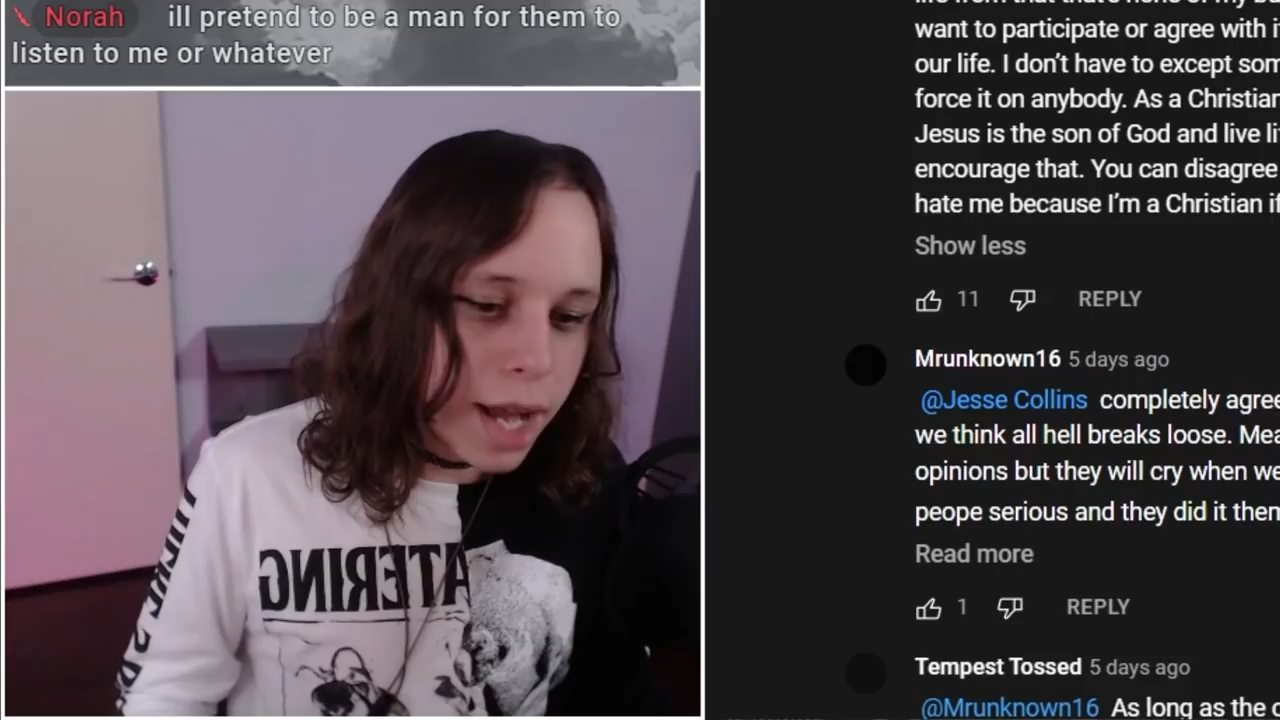 Norah ill pretend to be a man for them to
listen to me or whatever
ATERING
want to participate or agree with
our life. I don't have to except
force it on anybody. As a Christian
Jesus is the son of God and live
encourage that. You can disagree
hate me because I'm a Christian
Show less
11 REPLY
Mrunknown16 5 days ago
@Jesse Collins completely agree
we think all hell breaks loose.
opinions but they will cry when we
peope serious and they did it
Read more
1 REPLY
Tempest Tossed 5 days ago
@Mrunknown16 As long as the